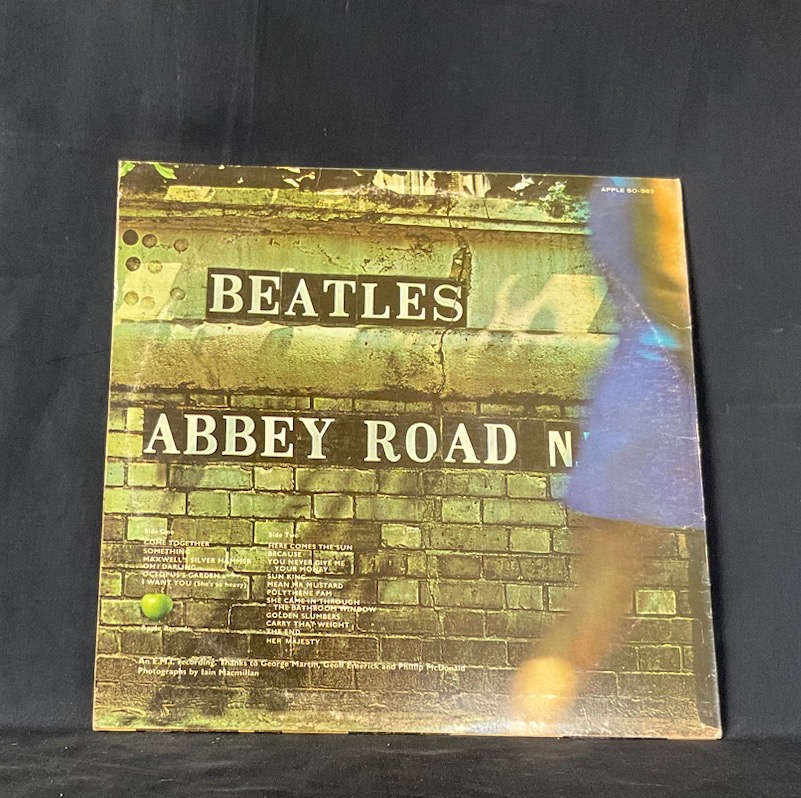 APPLE SO-383
BEATLES
ABBEY ROAD N.
Side One
COME TOGETHER
SOMETHING
MAXWELL'S SILVER HAMMER
OH! DARLING
OCTOPUS'S GARDEN
I WANT YOU (She's so heavy)
Side Two
HERE COMES THE SUN
BECAUSE
YOU NEVER GIVE ME
YOUR MONEY
SUN KING
MEAN MR MUSTARD
POLYTHENE PAM
SHE CAME IN THROUGH
THE BATHROOM WINDOW
GOLDEN SLUMBERS
CARRY THAT WEIGHT
THE END
HER MAJESTY
Apple Records
An E.M.I. recording. Thanks to George Martin, Geoff Emerick and Phillip McDonald
Photographs by Iain Macmillan